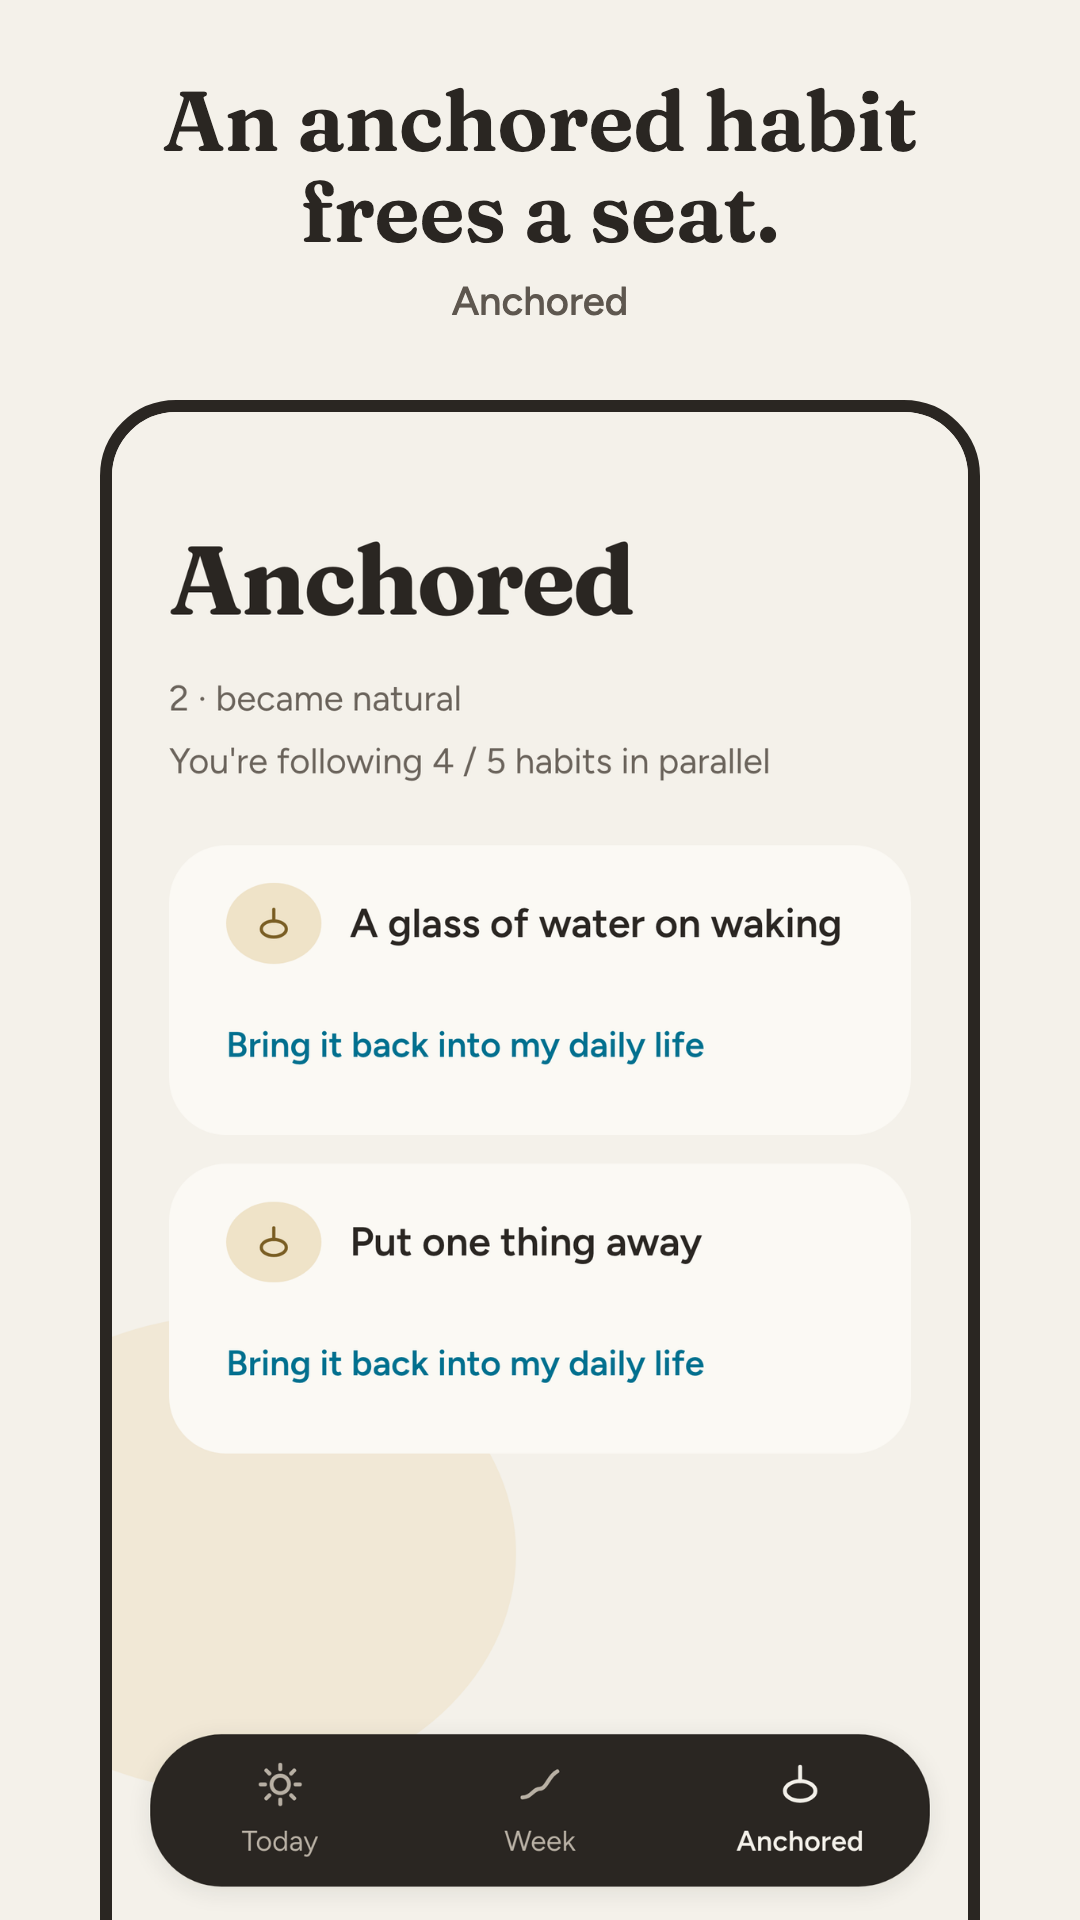 An anchored habit
frees a seat.
Anchored
Anchored
2 · became natural
You're following 4 / 5 habits in parallel
A glass of water on waking
Bring it back into my daily life
Put one thing away
Bring it back into my daily life
Today
Week
Anchored